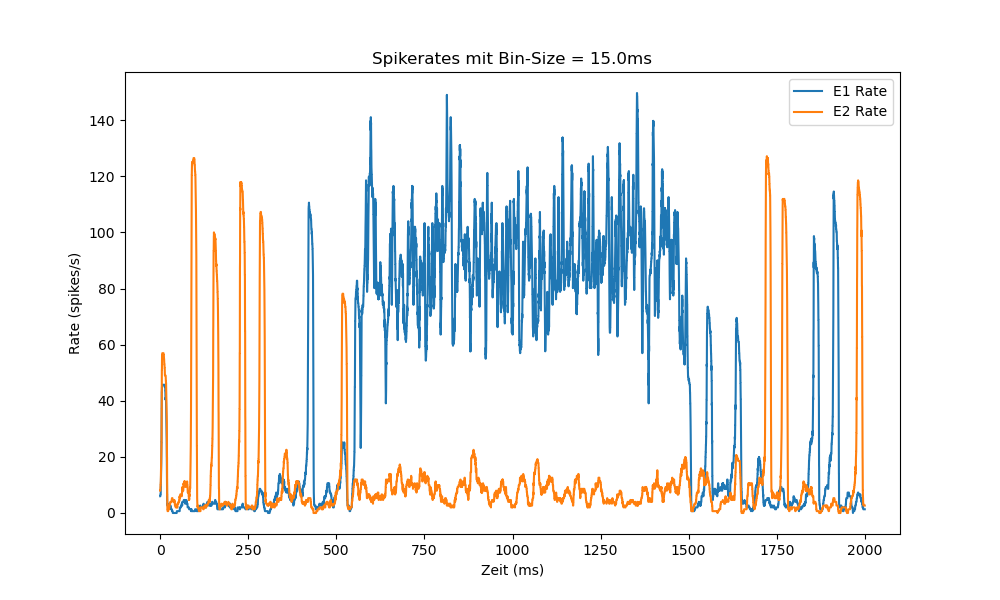 Spikerates mit Bin-Size = 15.0ms
E1 Rate
E2 Rate
140
120
100
80
60
40
20
0
Rate (spikes/s)
0 250 500 750 1000 1250 1500 1750 2000
Zeit (ms)